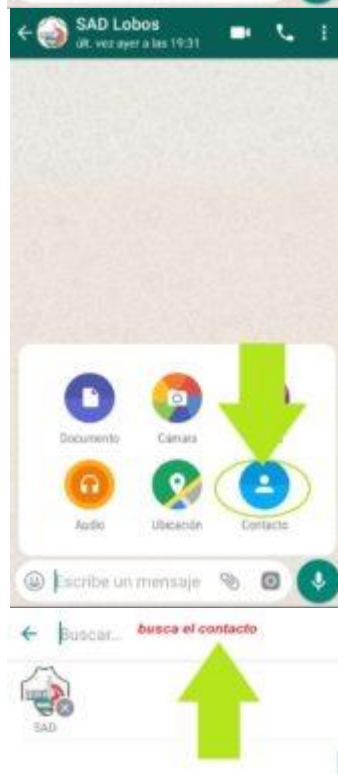 SAD Lobos
últ. vez ayer a las 19:31
Documento
Cámara
Audio
Ubicación
Contacto
Escribe un mensaje
Buscar...
busca el contacto
SAD